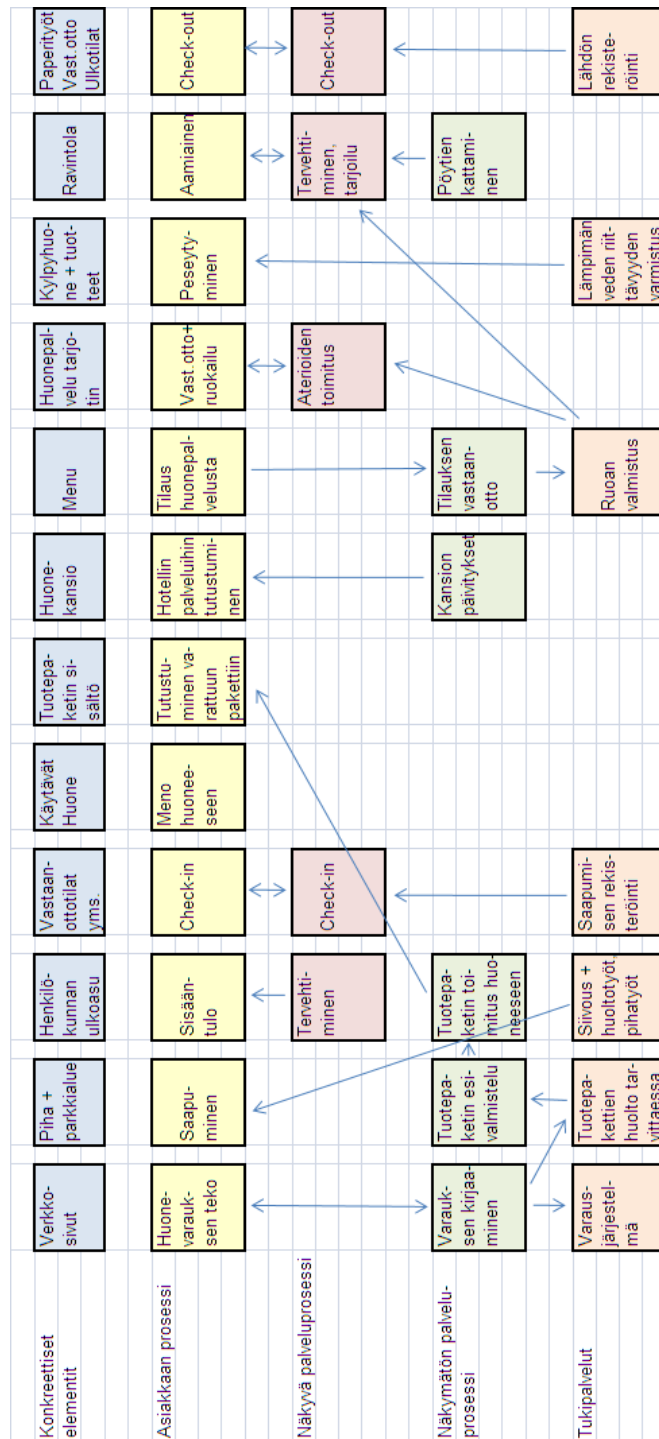 Konkreettiset
elementit
Verkko-
sivut
Piha +
parkkialue
Henkilö-
kunnan
ulkoasu
Vastaan-
ottotilat
yms.
Käytävät
Huone
Tuotepa-
ketin si-
sältö
Huone-
kansio
Menu
Huonepal-
velu tarjo-
tin
Kylpyhuo-
ne + tuot-
teet
Ravintola
Paperityöt
Vast.otto
Ulkotilat
Asiakkaan prosessi
Huone-
varauk-
sen teko
Saapu-
minen
Sisään-
tulo
Check-in
Meno
huonee-
seen
Tutustu-
minen va-
rattuun
pakettiin
Hotellin
palveluihin
tutustumi-
nen
Tilaus
huonepal-
velusta
Vast.otto+
ruokailu
Peseyty-
minen
Aamiainen
Check-out
Näkyvä palveluprosessi
Tervehti-
minen
Check-in
Aterioiden
toimitus
Tervehti-
minen,
tarjoilu
Check-out
Näkymätön palvelu-
prosessi
Varauk-
sen kirjaa-
minen
Tuotepa-
ketin esi-
valmistelu
Tuotepa-
ketin toi-
mitus huo-
neeseen
Kansion
päivitykset
Tilauksen
vastaan-
otto
Pöytien
kattami-
nen
Tukipalvelut
Varaus-
järjestel-
mä
Tuotepa-
kettien
huolto tar-
vittaessa
Siivous +
huoltotyöt,
pihatyöt
Saapumi-
sen rekis-
teröinti
Ruoan
valmistus
Lämpimän
veden riit-
tävyyden
varmistus
Lähdön
rekiste-
röinti